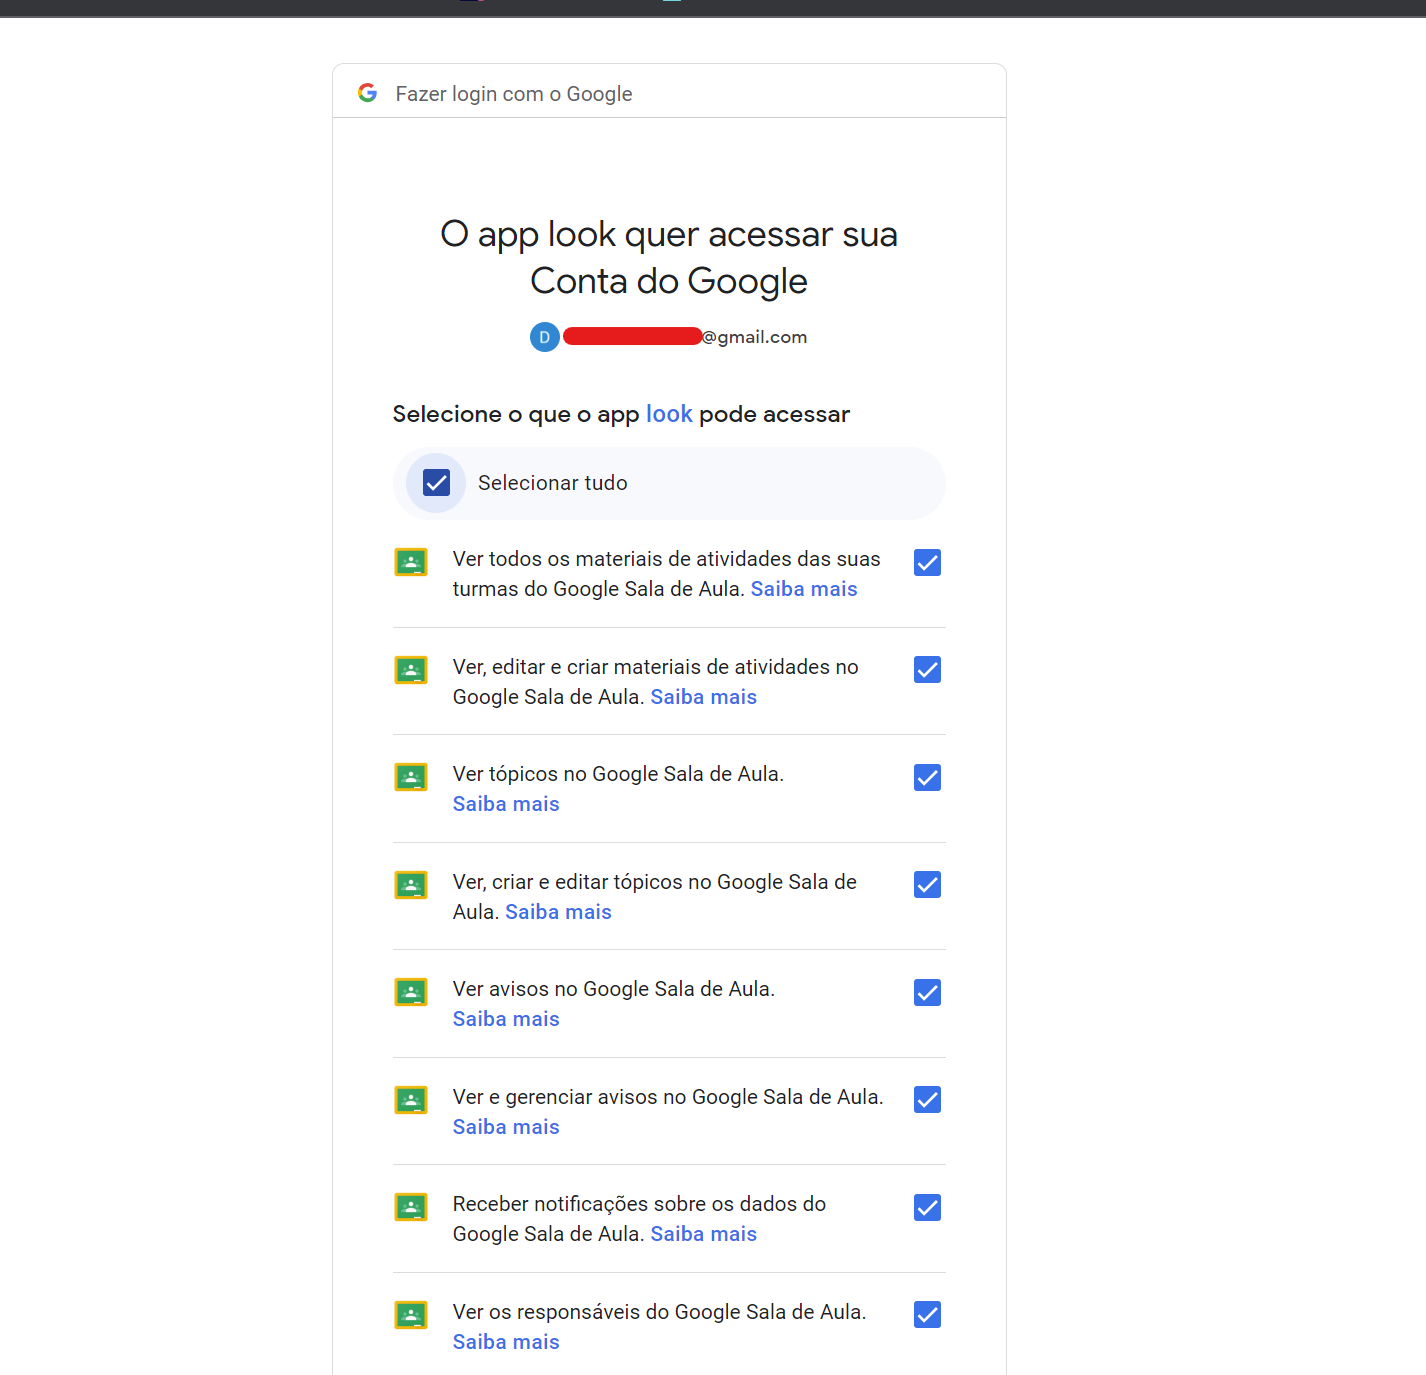 Fazer login com o Google
O app look quer acessar sua
Conta do Google
D @gmail.com
Selecione o que o app look pode acessar
Selecionar tudo
Ver todos os materiais de atividades das suas
turmas do Google Sala de Aula. Saiba mais
Ver, editar e criar materiais de atividades no
Google Sala de Aula. Saiba mais
Ver tópicos no Google Sala de Aula.
Saiba mais
Ver, criar e editar tópicos no Google Sala de
Aula. Saiba mais
Ver avisos no Google Sala de Aula.
Saiba mais
Ver e gerenciar avisos no Google Sala de Aula.
Saiba mais
Receber notificações sobre os dados do
Google Sala de Aula. Saiba mais
Ver os responsáveis do Google Sala de Aula.
Saiba mais